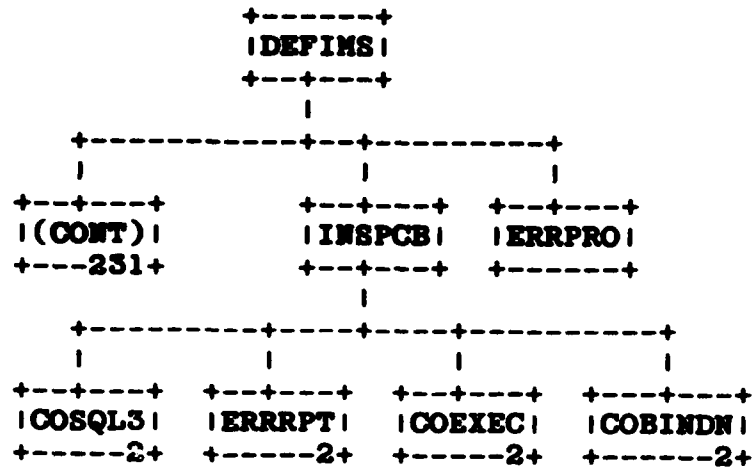 DEFIMS
(CONT) INSPCB ERRPRO
231
COSQL3 ERRRPT COEXEC COBINDN
2 2 2 2